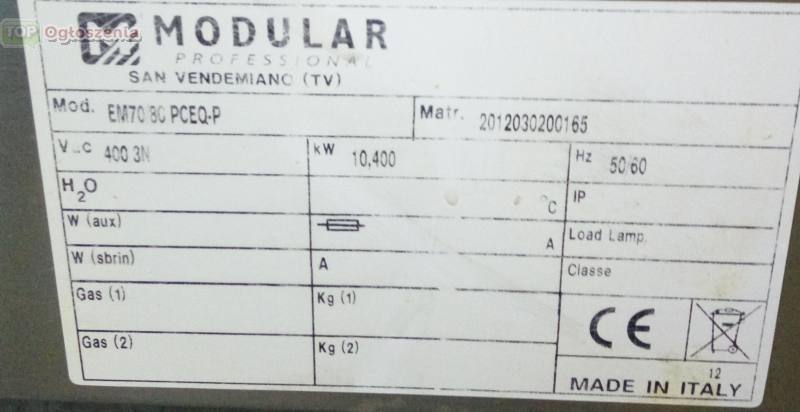 TOP Ogłoszenia
MODULAR
PROFESSIONAL
SAN VENDEMIANO (TV)
Mod. EM70/80 PCEQ-P Matr. 2012030200165
V~C 400 3N kW 10,400 Hz 50/60
H2O °C IP
W (aux) A Load Lamp.
W (sbrin) A Classe
Gas (1) Kg (1)
Gas (2) Kg (2)
CE
12
MADE IN ITALY